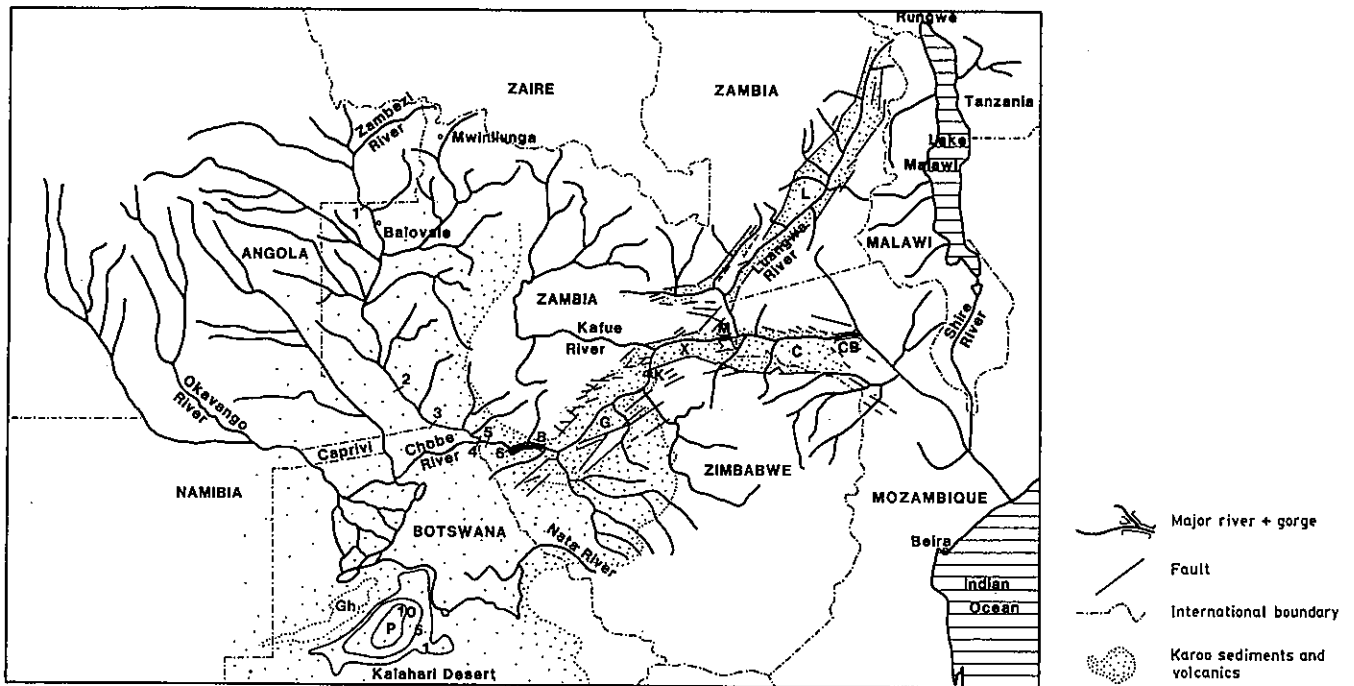 Rungwe
ZAIRE
ZAMBIA
Tanzania
Zambezi
River
Mwinilunga
Lake
Malawi
L
1
Balovale
ANGOLA
MALAWI
Luangwa
River
ZAMBIA
Kafue
River
M
X
C
CB
Shire
River
K
Okavango
River
2
3
G
Caprivi
Chobe
River
5
4
6
B
ZIMBABWE
NAMIBIA
MOZAMBIQUE
BOTSWANA
Nata River
Beira
Indian
Ocean
Gh
10
P
5
1
Kalahari Desert
Major river + gorge
Fault
International boundary
Karoo sediments and
volcanics